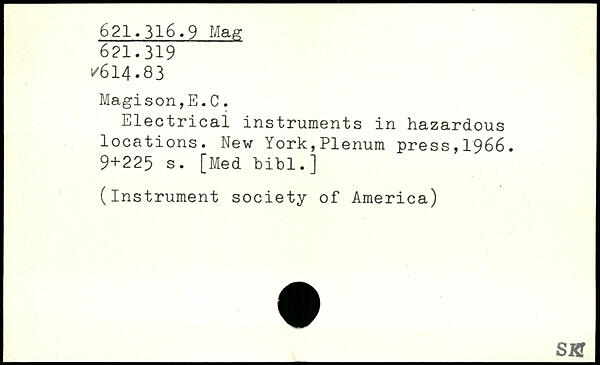 621.316.9 Mag
621.319
✓614.83
Magison,E.C.
Electrical instruments in hazardous
locations. New York,Plenum press,1966.
9+225 s. [Med bibl.]
(Instrument society of America)